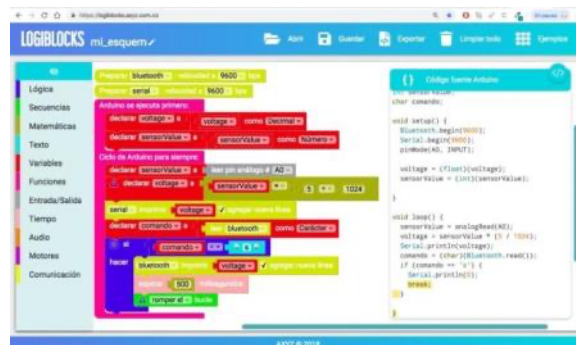 LOGIBLOCKS mi_esquem
Abrir
Guardar
Exportar
Limpiar todo
Ejemplos
Lógica
Secuencias
Matemáticas
Texto
Variables
Funciones
Entrada/Salida
Tiempo
Audio
Motores
Comunicación
Preparar bluetooth velocidad a 9600 bps
Preparar serial velocidad a 9600 bps
Arduino se ejecuta primero:
declarar voltage a voltage como Decimal
declarar sensorValue a sensorValue como Número
Ciclo de Arduino para siempre:
declarar sensorValue a leer pin análogo # A0
declarar voltage a sensorValue 5 ÷ 1024
serial imprimir voltage agregar nueva línea
declarar comando a leer bluetooth como Carácter
si comando
hacer bluetooth imprimir voltage agregar nueva línea
esperar 500 milisegundos
romper el bucle
{} Código fuente Arduino
int sensorValue;
char comando;
void setup() {
Bluetooth.begin(9600);
Serial.begin(9600);
pinMode(A0, INPUT);
voltage = (float)(voltage);
sensorValue = (int)(sensorValue);
}
void loop() {
sensorValue = analogRead(A0);
voltage = sensorValue * (5 / 1024);
Serial.println(voltage);
comando = (char)(Bluetooth.read());
if (comando ==
Serial.println(0);
break;
}
}